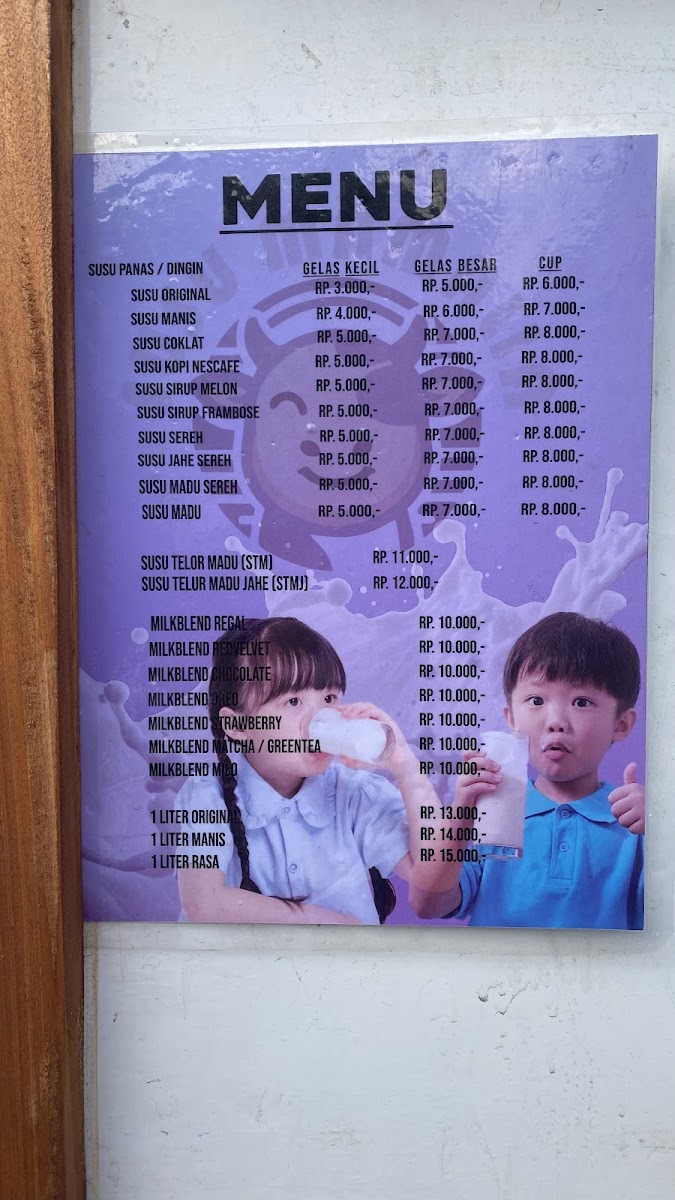 MENU
SUSU PANAS / DINGIN GELAS KECIL GELAS BESAR CUP
SUSU ORIGINAL RP. 3.000,- RP. 5.000,- RP. 6.000,-
SUSU MANIS RP. 4.000,- RP. 6.000,- RP. 7.000,-
SUSU COKLAT RP. 5.000,- RP. 7.000,- RP. 8.000,-
SUSU KOPI NESCAFE RP. 5.000,- RP. 7.000,- RP. 8.000,-
SUSU SIRUP MELON RP. 5.000,- RP. 7.000,- RP. 8.000,-
SUSU SIRUP FRAMBOSE RP. 5.000,- RP. 7.000,- RP. 8.000,-
SUSU SEREH RP. 5.000,- RP. 7.000,- RP. 8.000,-
SUSU JAHE SEREH RP. 5.000,- RP. 7.000,- RP. 8.000,-
SUSU MADU SEREH RP. 5.000,- RP. 7.000,- RP. 8.000,-
SUSU MADU RP. 5.000,- RP. 7.000,- RP. 8.000,-
SUSU TELOR MADU (STM) RP. 11.000,-
SUSU TELUR MADU JAHE (STMJ) RP. 12.000,-
MILKBLEND REGAL RP. 10.000,-
MILKBLEND REDVELVET RP. 10.000,-
MILKBLEND CHOCOLATE RP. 10.000,-
MILKBLEND OREO RP. 10.000,-
MILKBLEND STRAWBERRY RP. 10.000,-
MILKBLEND MATCHA / GREENTEA RP. 10.000,-
MILKBLEND MILO RP. 10.000,-
1 LITER ORIGINAL RP. 13.000,-
1 LITER MANIS RP. 14.000,-
1 LITER RASA RP. 15.000,-